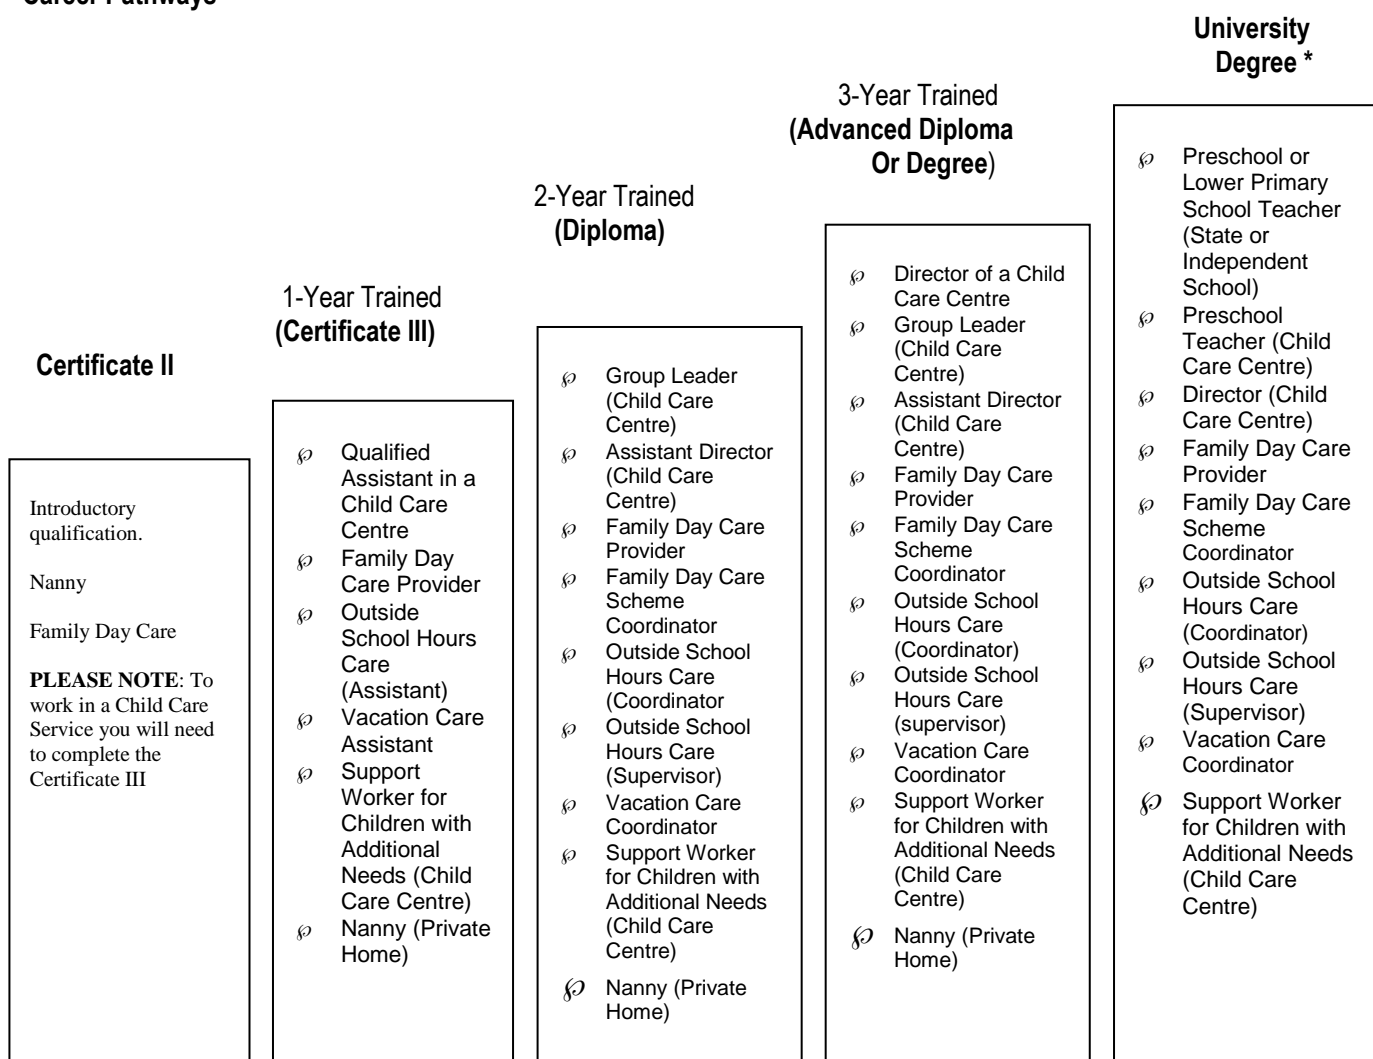 Career Pathways
University
Degree *
3-Year Trained
(Advanced Diploma
Or Degree)
2-Year Trained
(Diploma)
1-Year Trained
(Certificate III)
Certificate II
Introductory
qualification.
Nanny
Family Day Care
PLEASE NOTE: To
work in a Child Care
Service you will need
to complete the
Certificate III
℘ Qualified
Assistant in a
Child Care
Centre
℘ Family Day
Care Provider
℘ Outside
School Hours
Care
(Assistant)
℘ Vacation Care
Assistant
℘ Support
Worker for
Children with
Additional
Needs (Child
Care Centre)
℘ Nanny (Private
Home)
℘ Group Leader
(Child Care
Centre)
℘ Assistant Director
(Child Care
Centre)
℘ Family Day Care
Provider
℘ Family Day Care
Scheme
Coordinator
℘ Outside School
Hours Care
(Coordinator
℘ Outside School
Hours Care
(Supervisor)
℘ Vacation Care
Coordinator
℘ Support Worker
for Children with
Additional Needs
(Child Care
Centre)
℘ Nanny (Private
Home)
℘ Director of a Child
Care Centre
℘ Group Leader
(Child Care
Centre)
℘ Assistant Director
(Child Care
Centre)
℘ Family Day Care
Provider
℘ Family Day Care
Scheme
Coordinator
℘ Outside School
Hours Care
(Coordinator)
℘ Outside School
Hours Care
(supervisor)
℘ Vacation Care
Coordinator
℘ Support Worker
for Children with
Additional Needs
(Child Care
Centre)
℘ Nanny (Private
Home)
℘ Preschool or
Lower Primary
School Teacher
(State or
Independent
School)
℘ Preschool
Teacher (Child
Care Centre)
℘ Director (Child
Care Centre)
℘ Family Day Care
Provider
℘ Family Day Care
Scheme
Coordinator
℘ Outside School
Hours Care
(Coordinator)
℘ Outside School
Hours Care
(Supervisor)
℘ Vacation Care
Coordinator
℘ Support Worker
for Children with
Additional Needs
(Child Care
Centre)